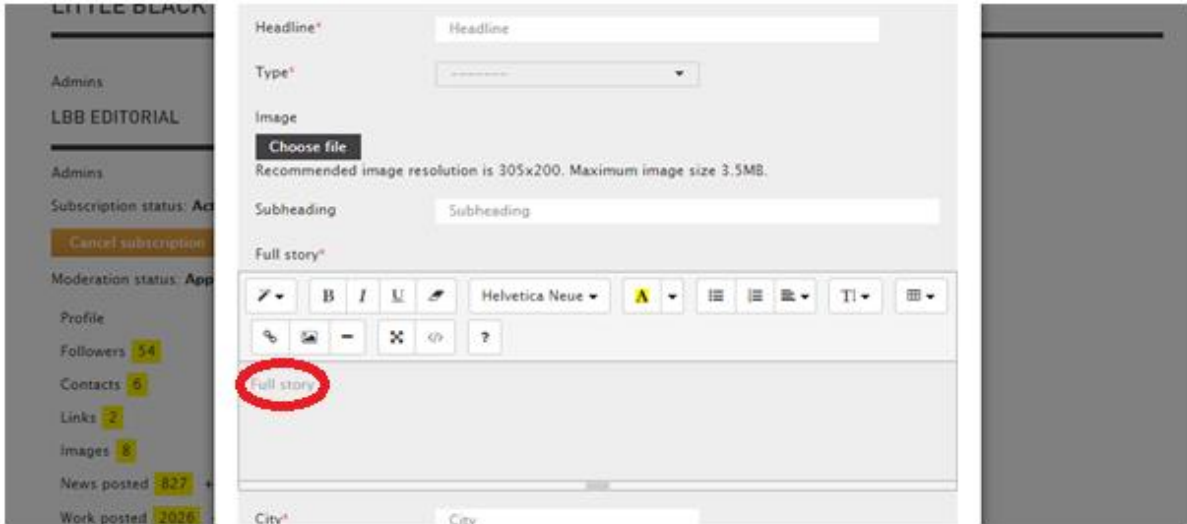 LITTLE BLACK
Admins
LBB EDITORIAL
Admins
Subscription status: Act
Cancel subscription
Moderation status: App
Profile
Followers 54
Contacts 6
Links 2
Images 8
News posted 827 +
Work posted 2026
Headline*
Headline
Type*
-------
Image
Choose file
Recommended image resolution is 305x200. Maximum image size 3.5MB.
Subheading
Subheading
Full story*
B I U Helvetica Neue A TI
</> ?
Full story
City*
City